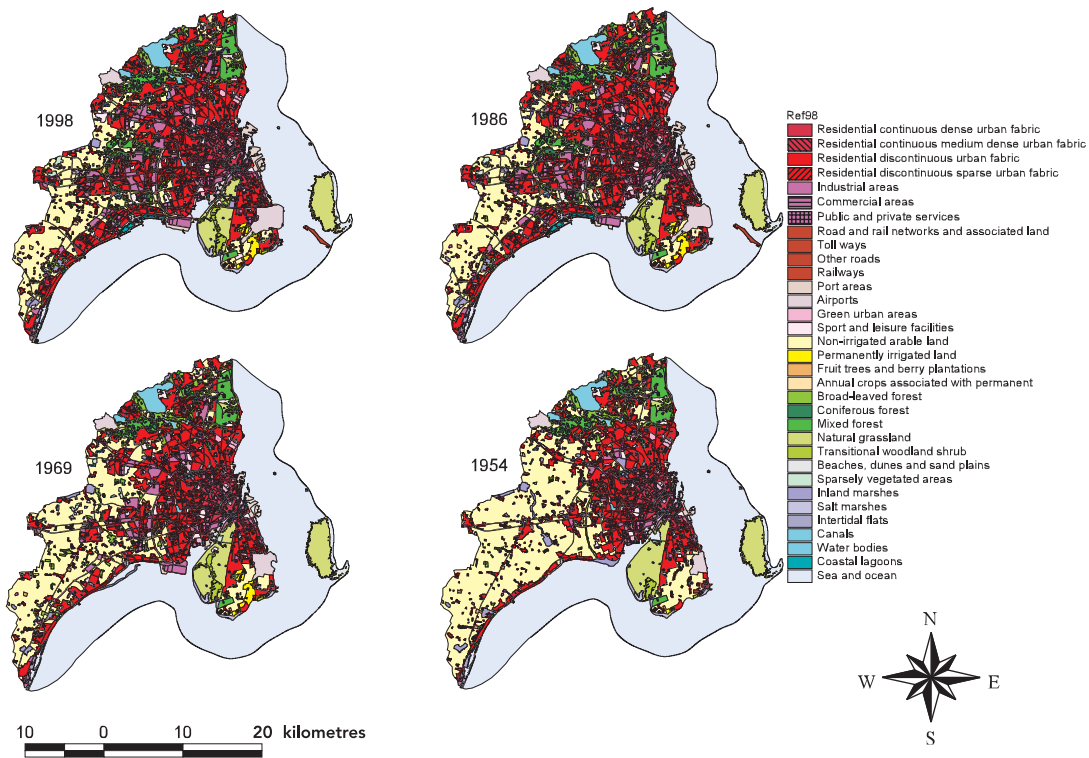 1998
1986
1969
1954
Ref98
Residential continuous dense urban fabric
Residential continuous medium dense urban fabric
Residential discontinuous urban fabric
Residential discontinuous sparse urban fabric
Industrial areas
Commercial areas
Public and private services
Road and rail networks and associated land
Toll ways
Other roads
Railways
Port areas
Airports
Green urban areas
Sport and leisure facilities
Non-irrigated arable land
Permanently irrigated land
Fruit trees and berry plantations
Annual crops associated with permanent
Broad-leaved forest
Coniferous forest
Mixed forest
Natural grassland
Transitional woodland shrub
Beaches, dunes and sand plains
Sparsely vegetated areas
Inland marshes
Salt marshes
Intertidal flats
Canals
Water bodies
Coastal lagoons
Sea and ocean
N
W E
S
10 0 10 20 kilometres